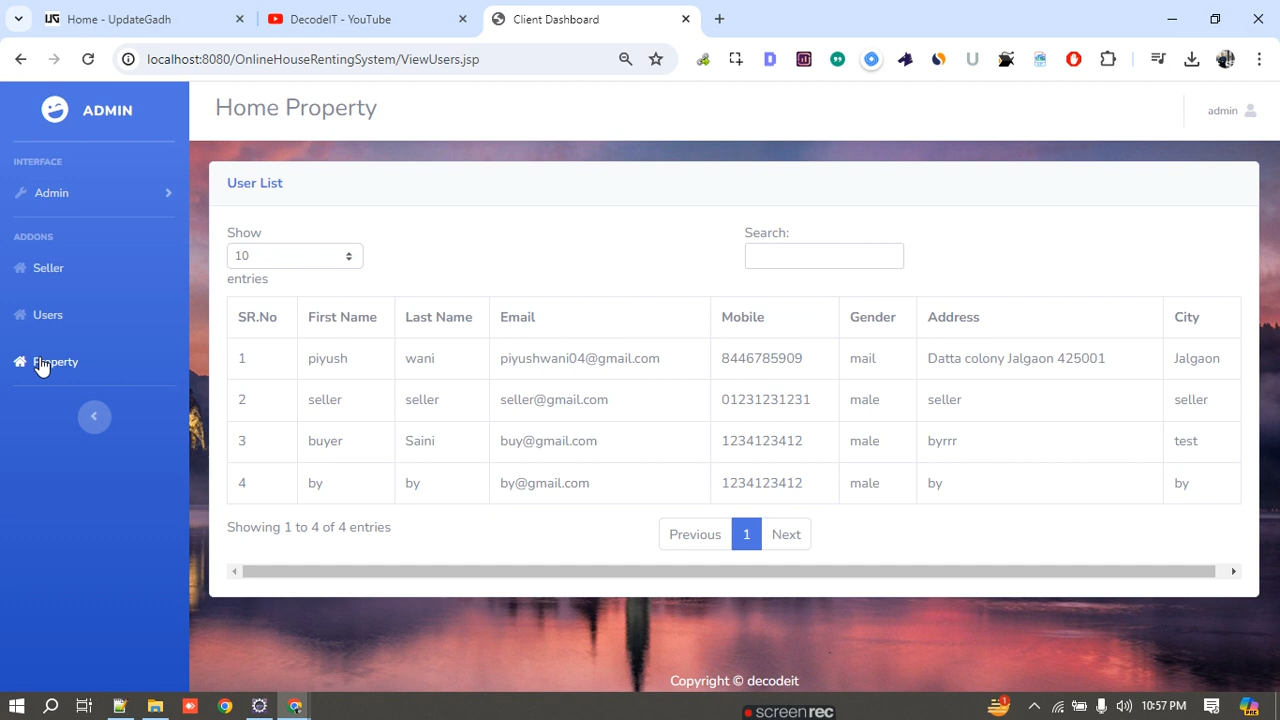 Home - UpdateGadh
DecodeIT - YouTube
Client Dashboard
localhost:8080/OnlineHouseRentingSystem/ViewUsers.jsp
ADMIN
Home Property
admin
INTERFACE
Admin
ADDONS
Seller
Users
Property
User List
Show
10
entries
Search:
SR.No First Name Last Name Email Mobile Gender Address City
1 piyush wani piyushwani04@gmail.com 8446785909 mail Datta colony Jalgaon 425001 Jalgaon
2 seller seller seller@gmail.com 01231231231 male seller seller
3 buyer Saini buy@gmail.com 1234123412 male byrrr test
4 by by by@gmail.com 1234123412 male by by
Showing 1 to 4 of 4 entries
Previous 1 Next
Copyright © decodeit
screenrec
10:57 PM